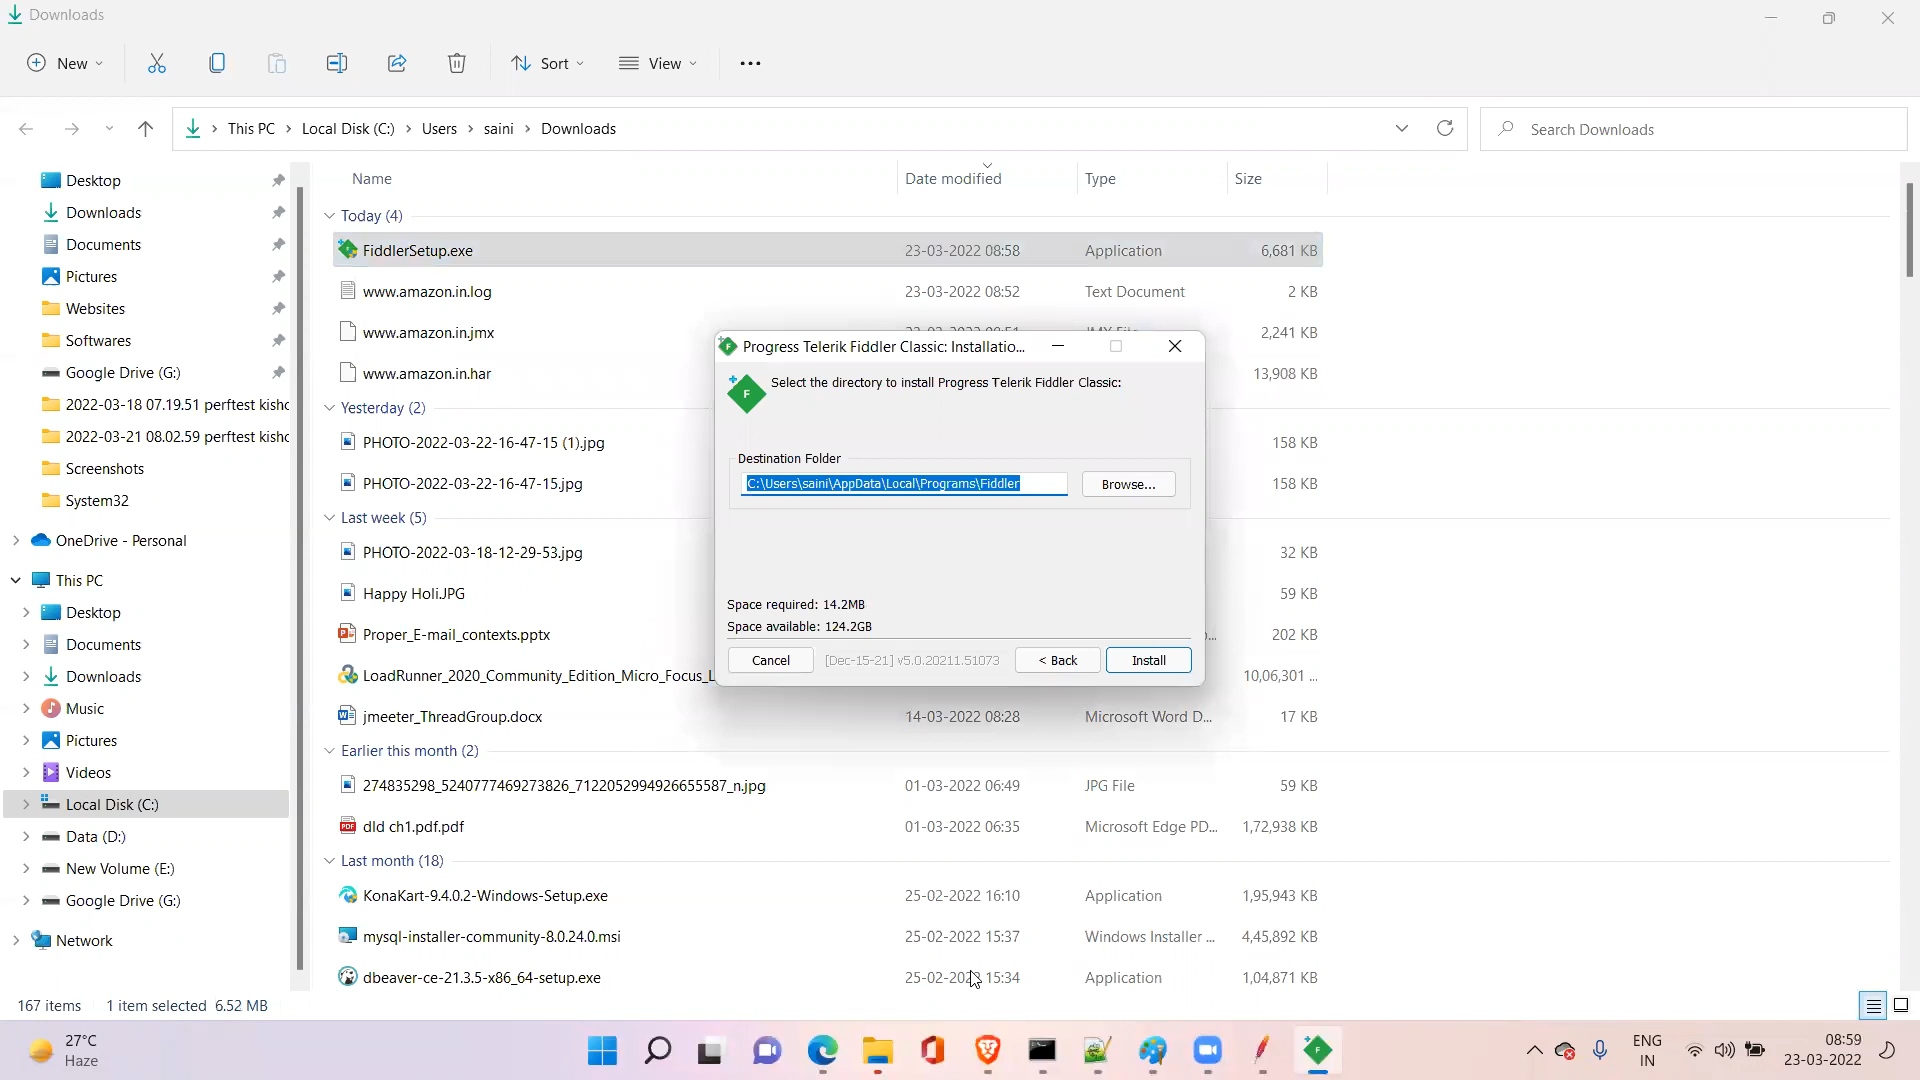 Downloads
New
Sort
View
This PC
Local Disk (C:)
Users
saini
Downloads
Search Downloads
Name
Date modified
Type
Size
Desktop
Downloads
Documents
Pictures
Websites
Softwares
Google Drive (G:)
2022-03-18 07.19.51 perftest kisho
2022-03-21 08.02.59 perftest kisho
Screenshots
System32
OneDrive - Personal
This PC
Desktop
Documents
Downloads
Music
Pictures
Videos
Local Disk (C:)
Data (D:)
New Volume (E:)
Google Drive (G:)
Network
Today (4)
FiddlerSetup.exe 23-03-2022 08:58 Application 6,681 KB
www.amazon.in.log 23-03-2022 08:52 Text Document 2 KB
www.amazon.in.jmx 2,241 KB
www.amazon.in.har 13,908 KB
Yesterday (2)
PHOTO-2022-03-22-16-47-15 (1).jpg 158 KB
PHOTO-2022-03-22-16-47-15.jpg 158 KB
Last week (5)
PHOTO-2022-03-18-12-29-53.jpg 32 KB
Happy Holi.JPG 59 KB
Proper_E-mail_contexts.pptx 202 KB
LoadRunner_2020_Community_Edition_Micro_Focus_L 10,06,301 ...
jmeeter_ThreadGroup.docx 14-03-2022 08:28 Microsoft Word D... 17 KB
Earlier this month (2)
274835298_5240777469273826_7122052994926655587_n.jpg 01-03-2022 06:49 JPG File 59 KB
dld ch1.pdf.pdf 01-03-2022 06:35 Microsoft Edge PD... 1,72,938 KB
Last month (18)
KonaKart-9.4.0.2-Windows-Setup.exe 25-02-2022 16:10 Application 1,95,943 KB
mysql-installer-community-8.0.24.0.msi 25-02-2022 15:37 Windows Installer ... 4,45,892 KB
dbeaver-ce-21.3.5-x86_64-setup.exe 25-02-2022 15:34 Application 1,04,871 KB
Progress Telerik Fiddler Classic: Installatio...
F
Select the directory to install Progress Telerik Fiddler Classic:
Destination Folder
C:\Users\saini\AppData\Local\Programs\Fiddler
Browse...
Space required: 14.2MB
Space available: 124.2GB
Cancel
[Dec-15-21] v5.0.20211.51073
< Back
Install
167 items
1 item selected 6.52 MB
27°C
Haze
ENG
IN
08:59
23-03-2022